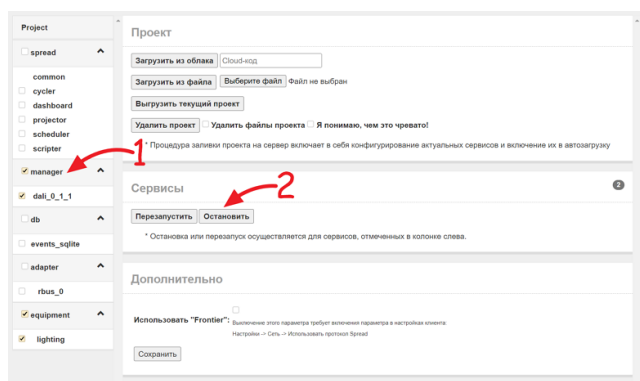 Project
spread
common
cycler
dashboard
projector
scheduler
scripter
manager
dali_0_1_1
db
events_sqlite
adapter
rbus_0
equipment
lighting
1
Проект
Загрузить из облака Cloud-код
Загрузить из файла Выберите файл Файл не выбран
Выгрузить текущий проект
Удалить проект Удалить файлы проекта Я понимаю, чем это чревато!
* Процедура заливки проекта на сервер включает в себя конфигурирование актуальных сервисов и включение их в автозагрузку
2
Сервисы 2
Перезапустить Остановить
* Остановка или перезапуск осуществляется для сервисов, отмеченных в колонке слева.
Дополнительно
Использовать "Frontier":
Выключение этого параметра требует включения параметра в настройках клиента
Настройки -> Сеть -> Использовать протокол Spread
Сохранить